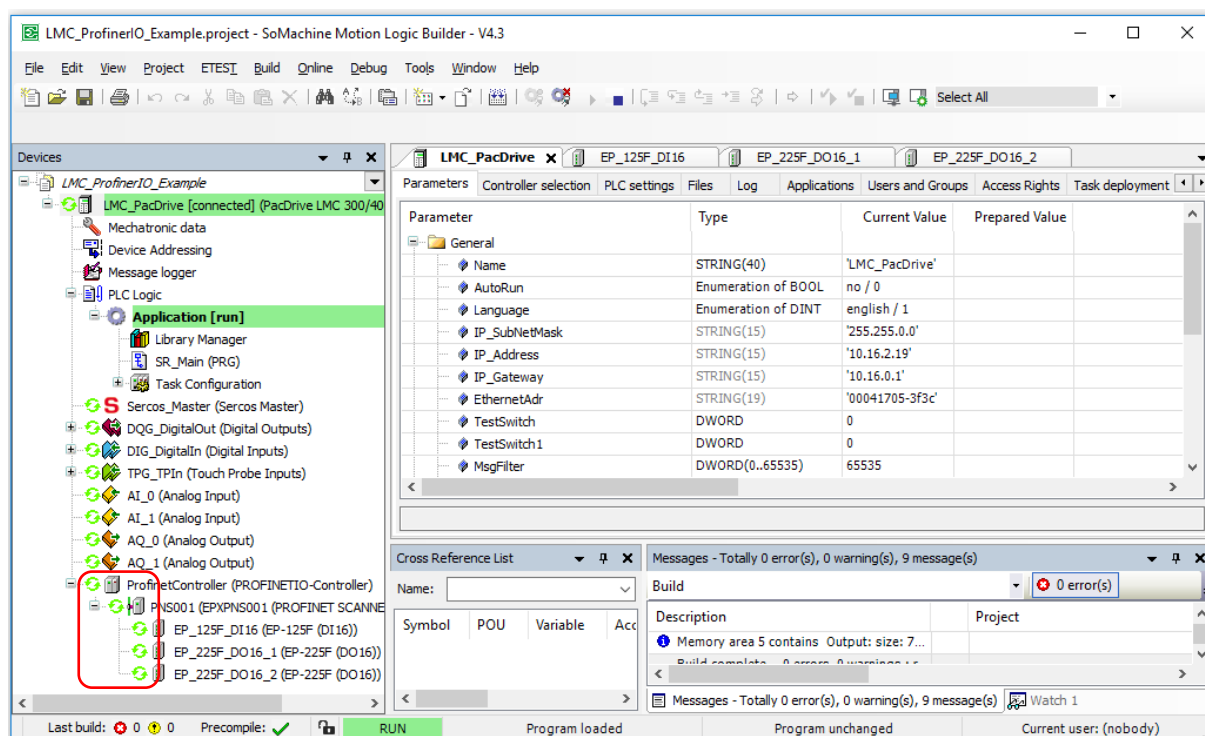 LMC_ProfinerIO_Example.project - SoMachine Motion Logic Builder - V4.3
File Edit View Project ETEST Build Online Debug Tools Window Help
Select All
Devices
LMC_ProfinerIO_Example
LMC_PacDrive [connected] (PacDrive LMC 300/40
Mechatronic data
Device Addressing
Message logger
PLC Logic
Application [run]
Library Manager
SR_Main (PRG)
Task Configuration
Sercos_Master (Sercos Master)
DQG_DigitalOut (Digital Outputs)
DIG_DigitalIn (Digital Inputs)
TPG_TPIn (Touch Probe Inputs)
AI_0 (Analog Input)
AI_1 (Analog Input)
AQ_0 (Analog Output)
AQ_1 (Analog Output)
ProfinetController (PROFINETIO-Controller)
PNS001 (EPXPNS001 (PROFINET SCANNE
EP_125F_DI16 (EP-125F (DI16))
EP_225F_DO16_1 (EP-225F (DO16))
EP_225F_DO16_2 (EP-225F (DO16))
LMC_PacDrive EP_125F_DI16 EP_225F_DO16_1 EP_225F_DO16_2
Parameters Controller selection PLC settings Files Log Applications Users and Groups Access Rights Task deployment
Parameter Type Current Value Prepared Value
General
Name STRING(40) 'LMC_PacDrive'
AutoRun Enumeration of BOOL no / 0
Language Enumeration of DINT english / 1
IP_SubNetMask STRING(15) '255.255.0.0'
IP_Address STRING(15) '10.16.2.19'
IP_Gateway STRING(15) '10.16.0.1'
EthernetAdr STRING(19) '00041705-3f3c'
TestSwitch DWORD 0
TestSwitch1 DWORD 0
MsgFilter DWORD(0..65535) 65535
Cross Reference List
Name:
Symbol POU Variable Acc
Messages - Totally 0 error(s), 0 warning(s), 9 message(s)
Build 0 error(s)
Description Project
Memory area 5 contains Output: size: 7...
Messages - Totally 0 error(s), 0 warning(s), 9 message(s) Watch 1
Last build: 0 0 Precompile: RUN Program loaded Program unchanged Current user: (nobody)